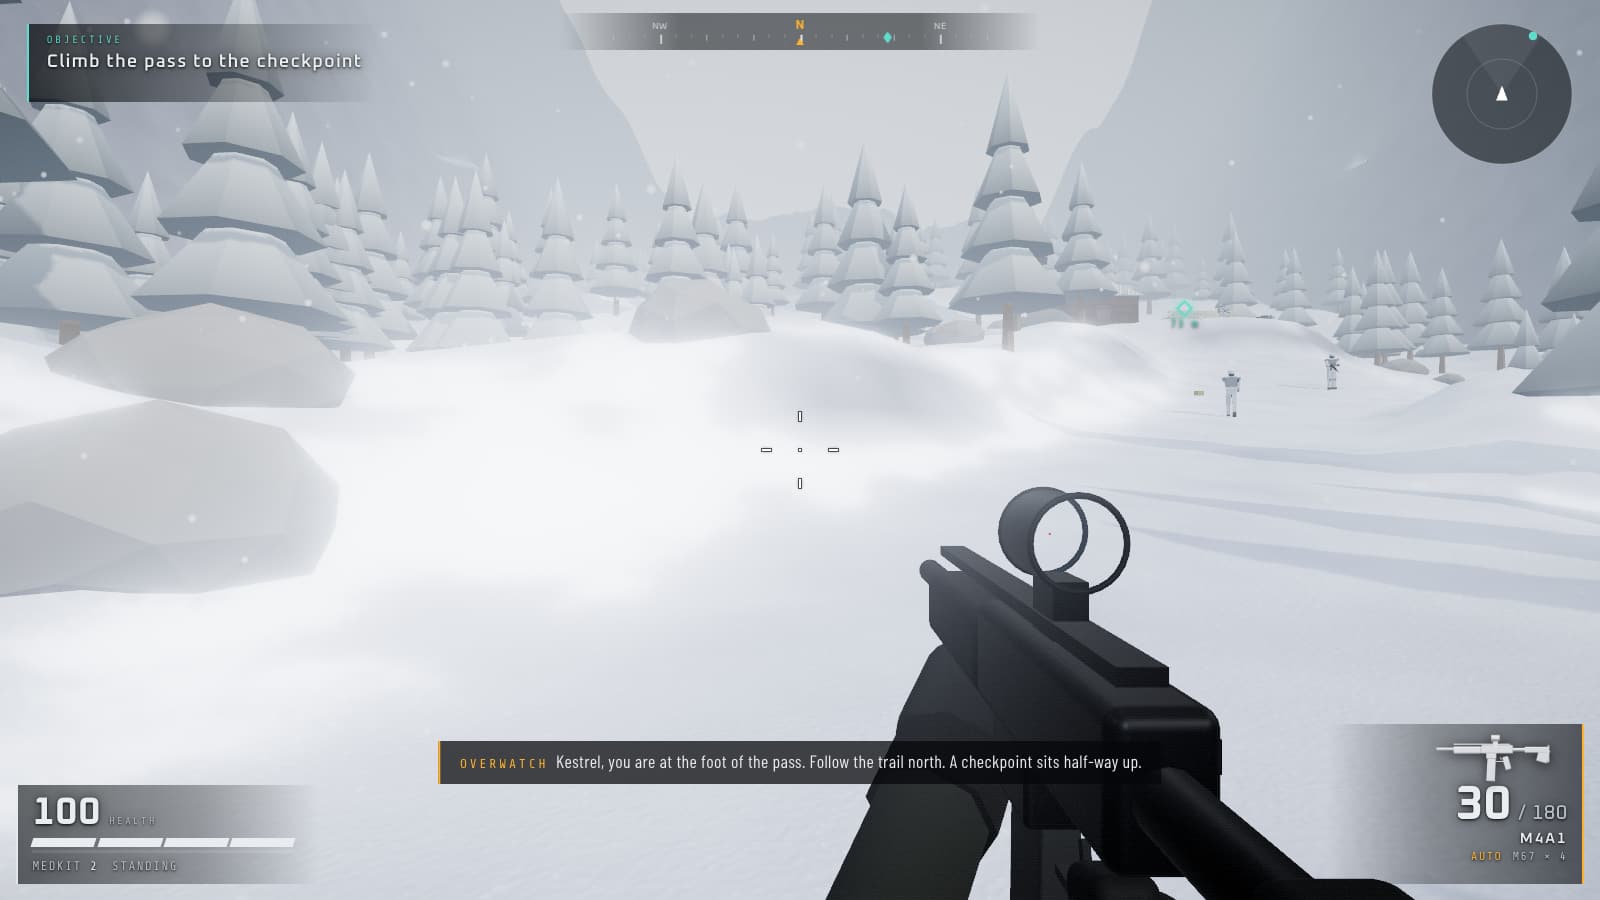 OBJECTIVE
Climb the pass to the checkpoint
NW
N
NE
OVERWATCH Kestrel, you are at the foot of the pass. Follow the trail north. A checkpoint sits half-way up.
100 HEALTH
MEDKIT 2 STANDING
30 / 180
M4A1
AUTO M67 × 4